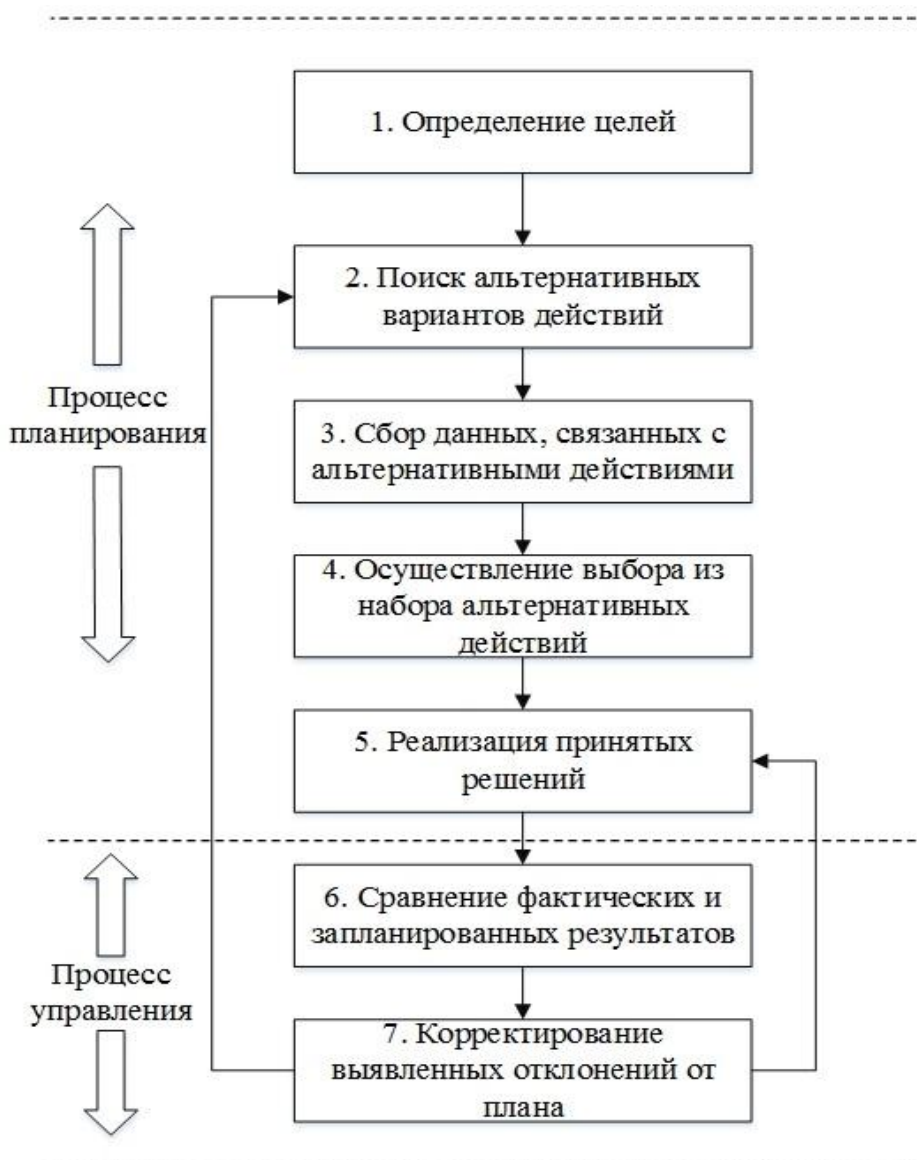 1. Определение целей
2. Поиск альтернативных
вариантов действий
Процесс
планирования
3. Сбор данных, связанных с
альтернативными действиями
4. Осуществление выбора из
набора альтернативных
действий
5. Реализация принятых
решений
6. Сравнение фактических и
запланированных результатов
Процесс
управления
7. Корректирование
выявленных отклонений от
плана